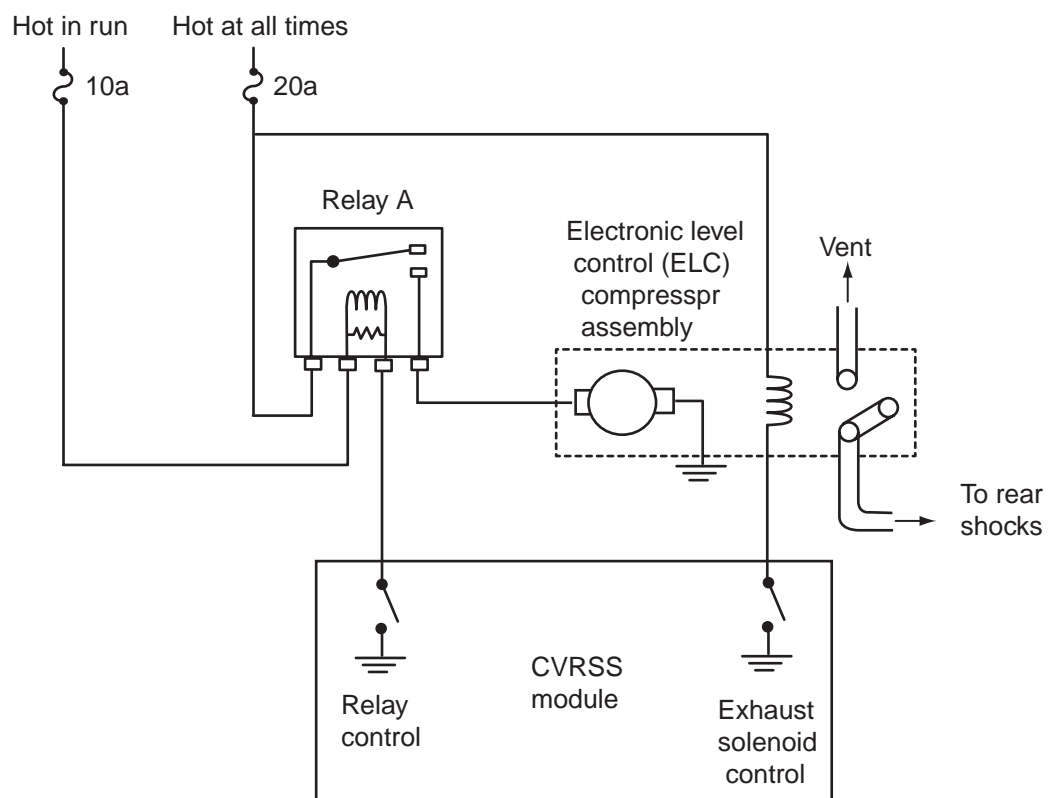 Hot in run
Hot at all times
10a
20a
Relay A
Electronic level
control (ELC)
compresspr
assembly
Vent
To rear
shocks
CVRSS
module
Relay
control
Exhaust
solenoid
control